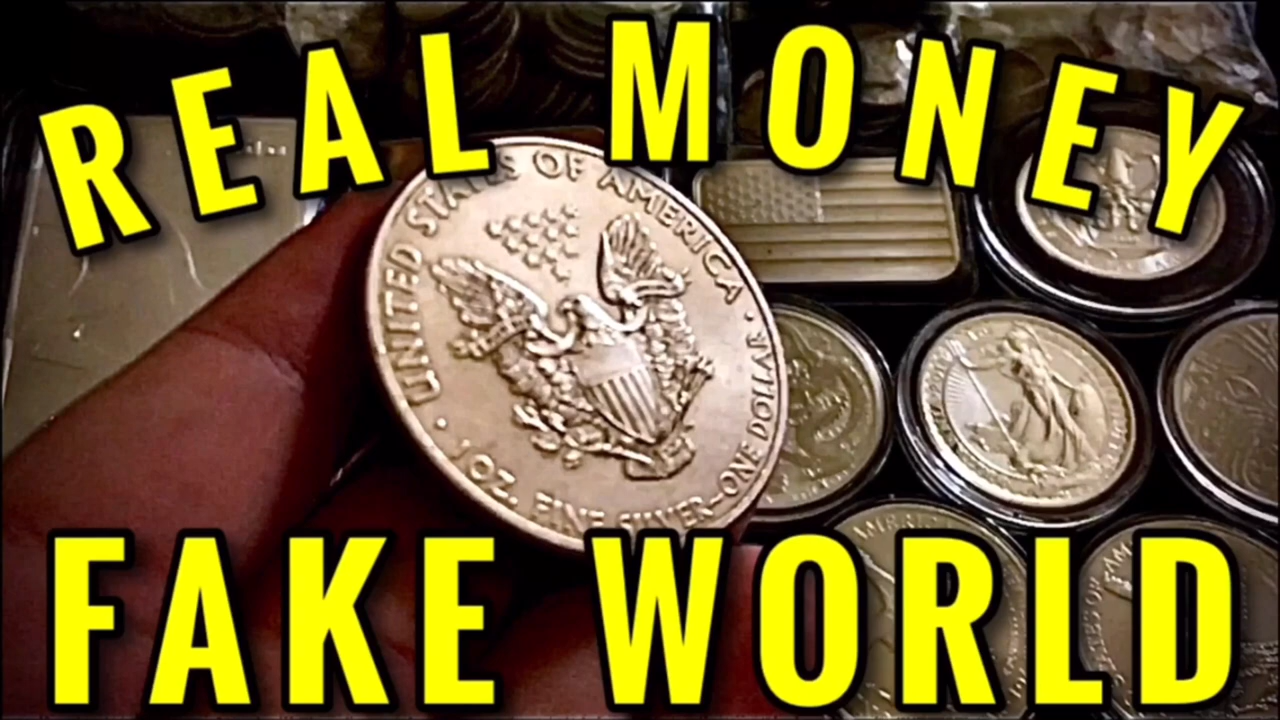 REAL MONEY
UNITED STATES OF AMERICA
1 OZ. FINE SILVER~ONE DOLLAR
FAKE WORLD